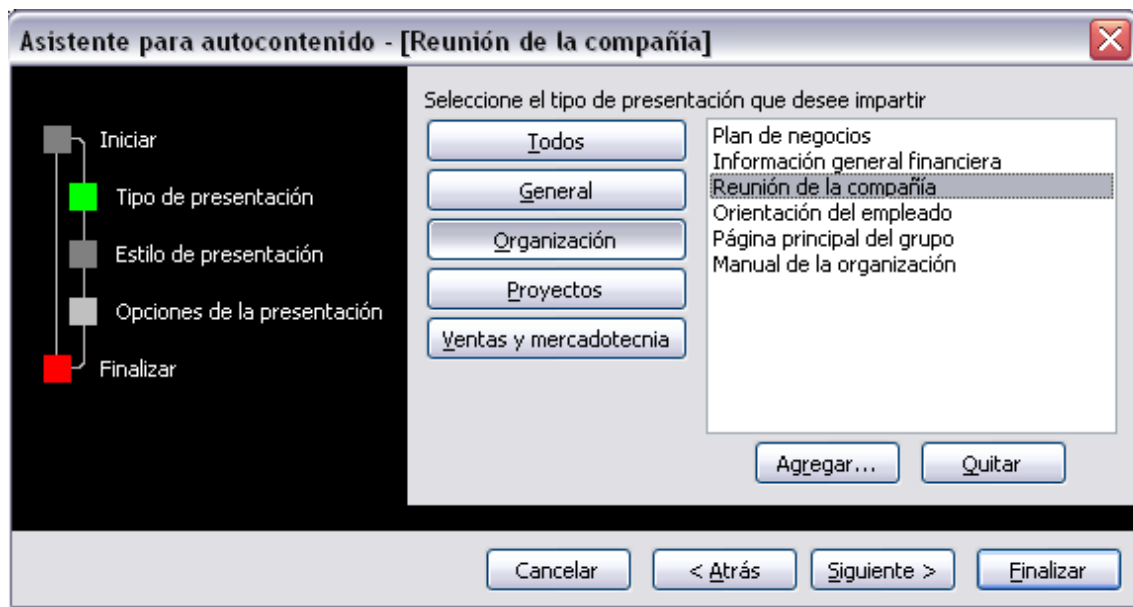 Asistente para autocontenido - [Reunión de la compañía]
Iniciar
Tipo de presentación
Estilo de presentación
Opciones de la presentación
Finalizar
Seleccione el tipo de presentación que desee impartir
Todos
General
Organización
Proyectos
Ventas y mercadotecnia
Plan de negocios
Información general financiera
Reunión de la compañía
Orientación del empleado
Página principal del grupo
Manual de la organización
Agregar...
Quitar
Cancelar
< Atrás
Siguiente >
Finalizar